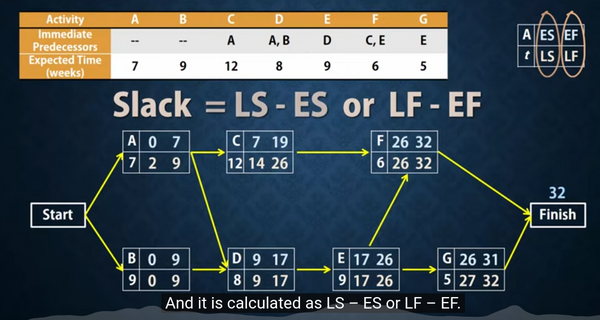 Activity A B C D E F G
Immediate Predecessors -- -- A A, B D C, E E
Expected Time (weeks) 7 9 12 8 9 6 5
A ES EF
t LS LF
Slack = LS - ES or LF - EF
A 0 7
7 2 9
C 7 19
12 14 26
F 26 32
6 26 32
Start
32
Finish
B 0 9
9 0 9
D 9 17
8 9 17
E 17 26
9 17 26
G 26 31
5 27 32
And it is calculated as LS – ES or LF – EF.